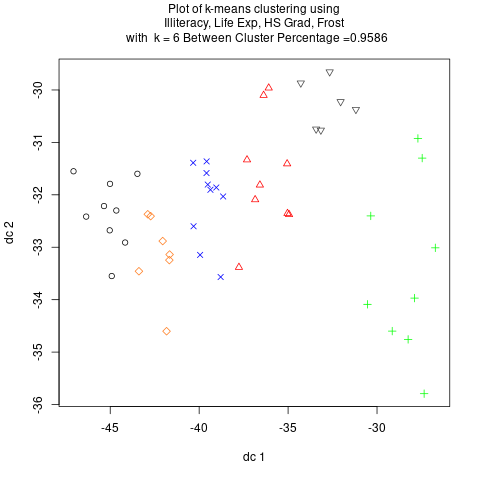 Plot of k-means clustering using
Illiteracy, Life Exp, HS Grad, Frost
with k = 6 Between Cluster Percentage =0.9586
-30
-31
-32
-33
-34
-35
-36
dc 2
-45
-40
-35
-30
dc 1